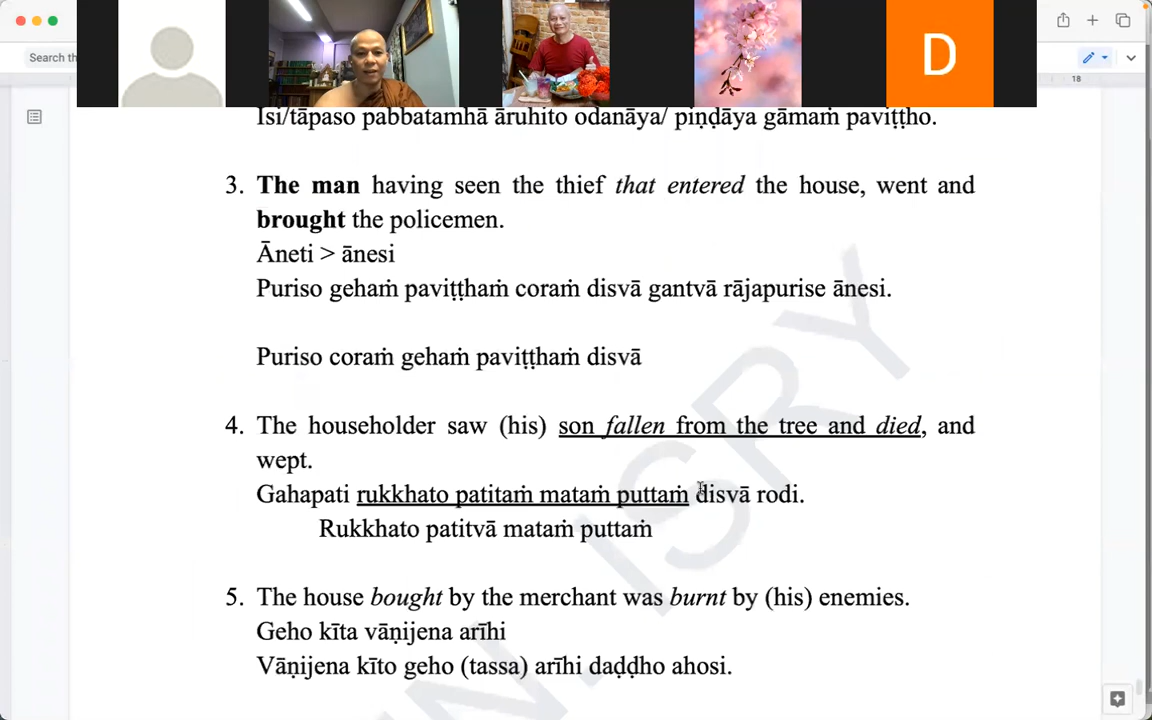 Search th
D
18
Isi/tāpaso pabbatamhā āruhito odanāya/ piṇḍāya gāmaṁ paviṭṭho.
3. The man having seen the thief that entered the house, went and
brought the policemen.
Āneti > ānesi
Puriso gehaṁ paviṭṭhaṁ coraṁ disvā gantvā rājapurise ānesi.
Puriso coraṁ gehaṁ paviṭṭhaṁ disvā
4. The householder saw (his) son fallen from the tree and died, and
wept.
Gahapati rukkhato patitaṁ mataṁ puttaṁ disvā rodi.
Rukkhato patitvā mataṁ puttaṁ
5. The house bought by the merchant was burnt by (his) enemies.
Geho kīta vāṇijena arīhi
Vāṇijena kīto geho (tassa) arīhi daḍḍho ahosi.
N. ISRY